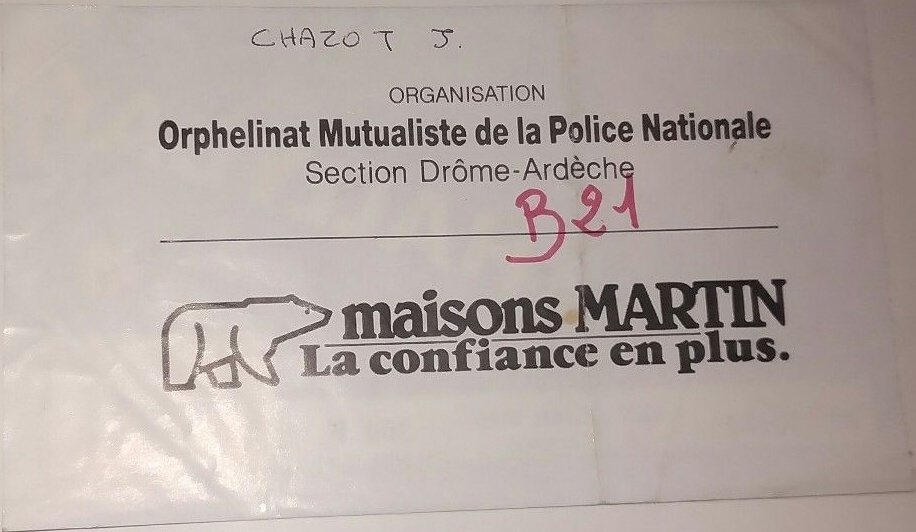 CHAZOT J.
ORGANISATION
Orphelinat Mutualiste de la Police Nationale
Section Drôme-Ardèche
B21
maisons MARTIN
La confiance en plus.